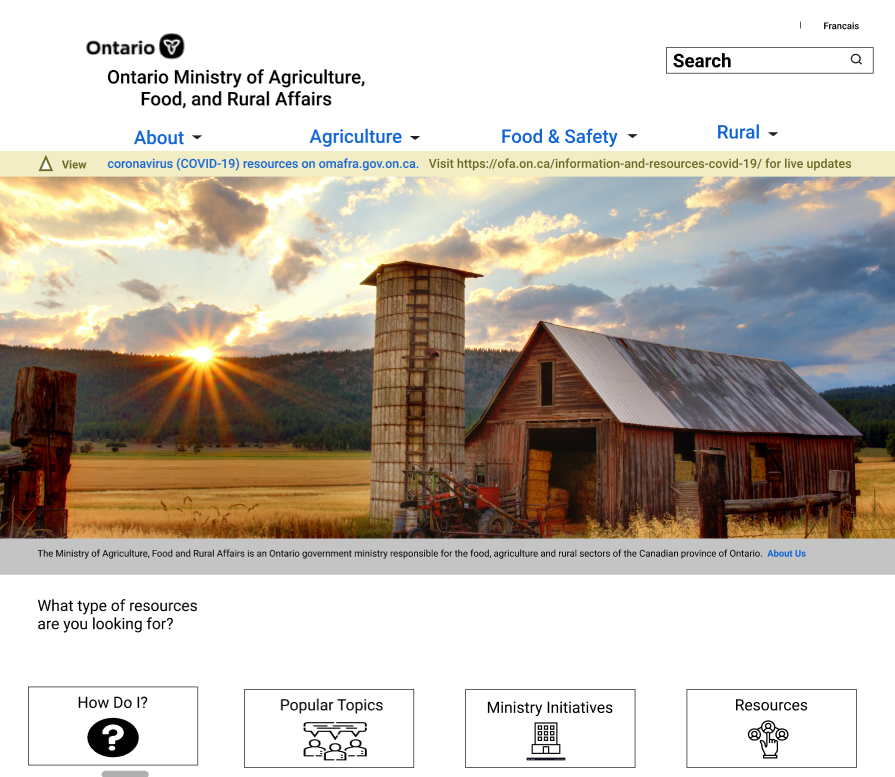 Francais
Ontario
Search
Ontario Ministry of Agriculture,
Food, and Rural Affairs
About
Agriculture
Food & Safety
Rural
View coronavirus (COVID-19) resources on omafra.gov.on.ca. Visit https://ofa.on.ca/information-and-resources-covid-19/ for live updates
The Ministry of Agriculture, Food and Rural Affairs is an Ontario government ministry responsible for the food, agriculture and rural sectors of the Canadian province of Ontario. About Us
What type of resources
are you looking for?
How Do I?
?
Popular Topics
Ministry Initiatives
Resources